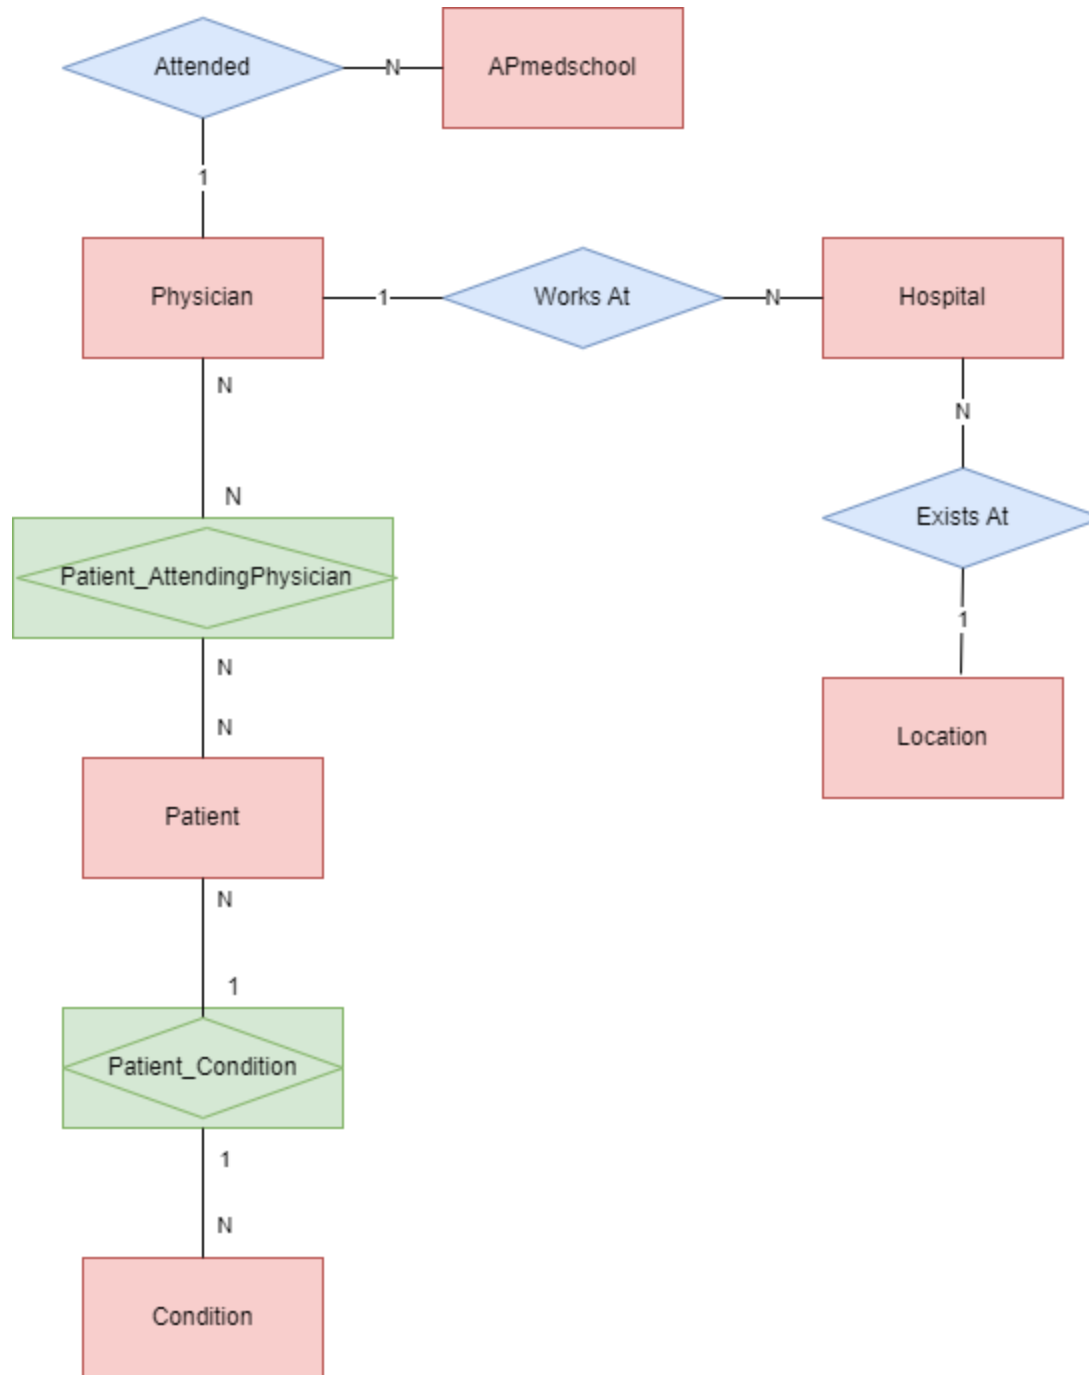 Attended
N
APmedschool
1
Physician
1
Works At
N
Hospital
N
N
N
Exists At
Patient_AttendingPhysician
1
N
N
Location
Patient
N
1
Patient_Condition
1
N
Condition